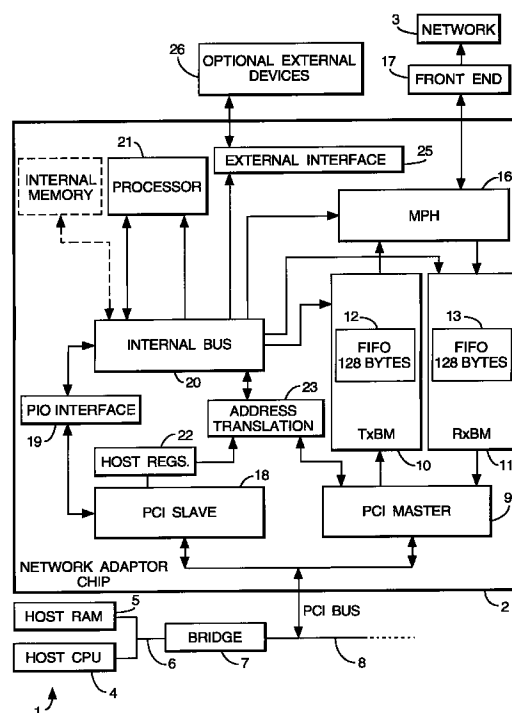 3
NETWORK
26
OPTIONAL EXTERNAL
DEVICES
17
FRONT END
21
INTERNAL
MEMORY
PROCESSOR
EXTERNAL INTERFACE
25
16
MPH
12
FIFO
128 BYTES
13
FIFO
128 BYTES
INTERNAL BUS
20
23
PIO INTERFACE
19
ADDRESS
TRANSLATION
22
HOST REGS.
TxBM
10
RxBM
11
18
PCI SLAVE
9
PCI MASTER
NETWORK ADAPTOR
CHIP
2
5
HOST RAM
PCI BUS
HOST CPU
4
6
BRIDGE
7
8
1